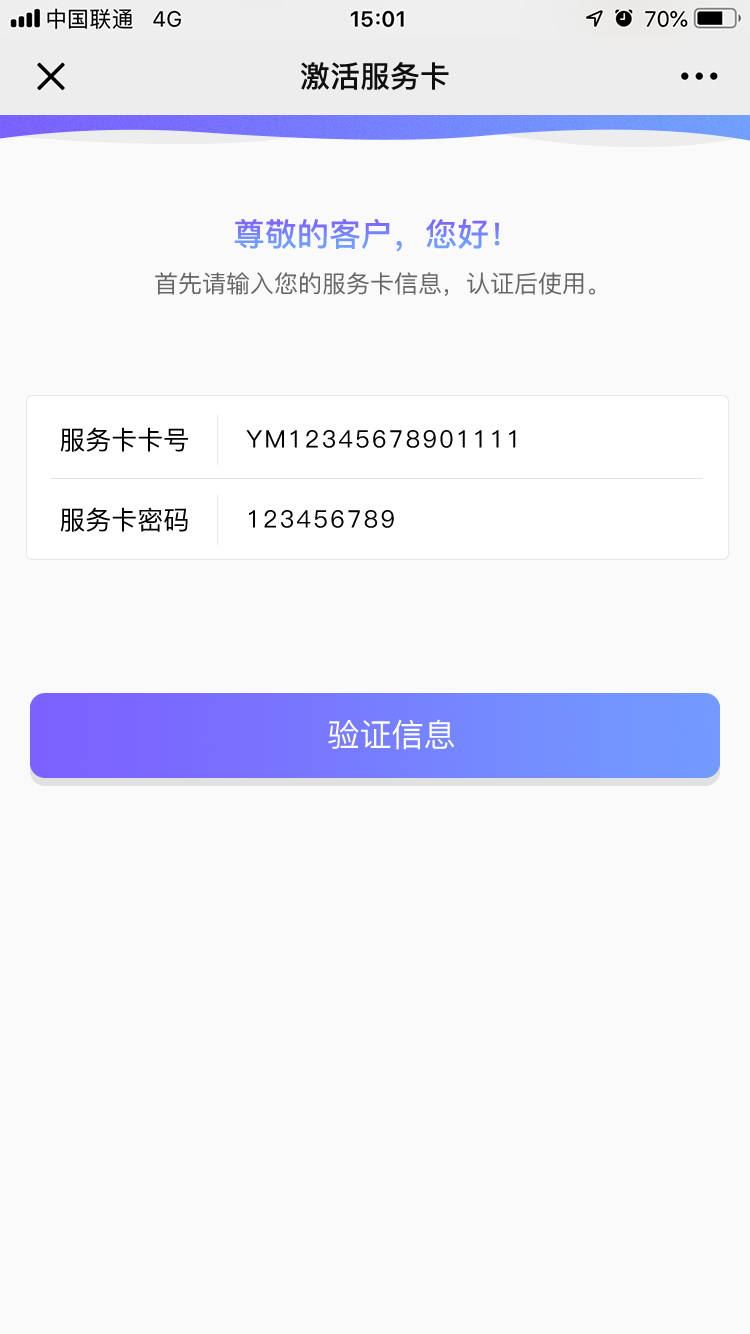 中国联通 4G 15:01 70%
激活服务卡
尊敬的客户，您好！
首先请输入您的服务卡信息，认证后使用。
服务卡卡号 YM12345678901111
服务卡密码 123456789
验证信息